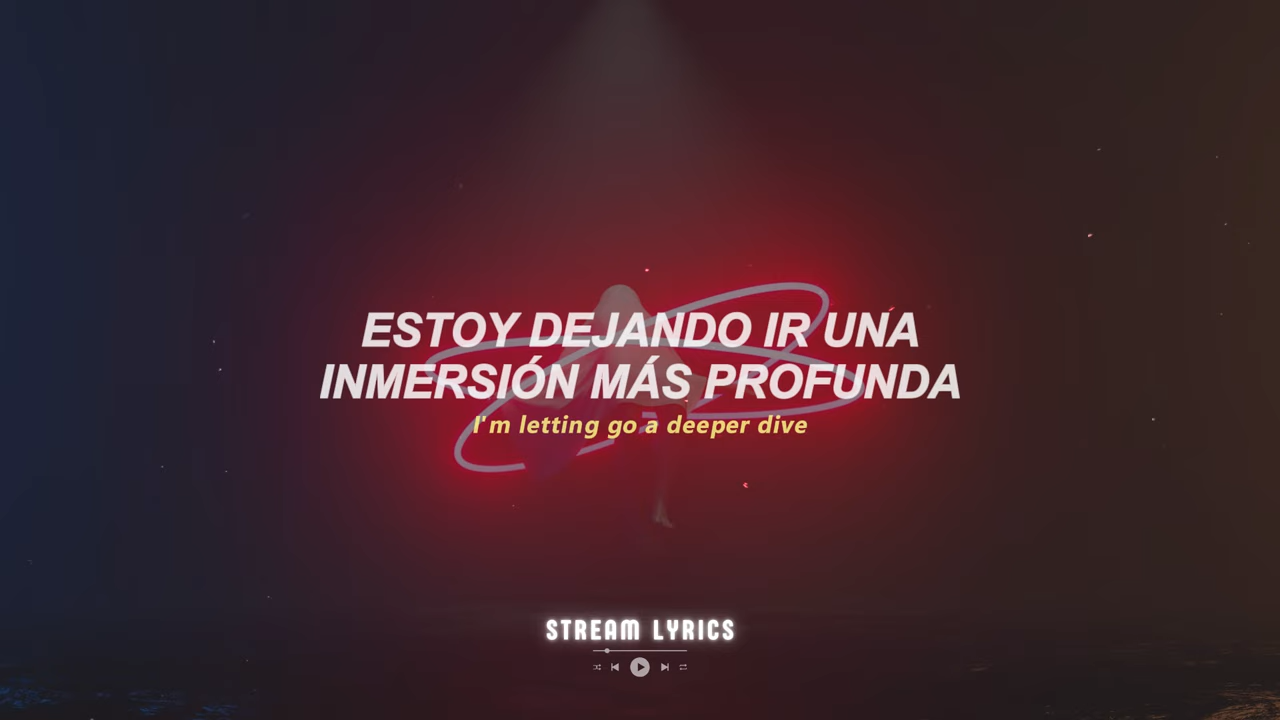 ESTOY DEJANDO IR UNA
INMERSIÓN MÁS PROFUNDA
I'm letting go a deeper dive
STREAM LYRICS